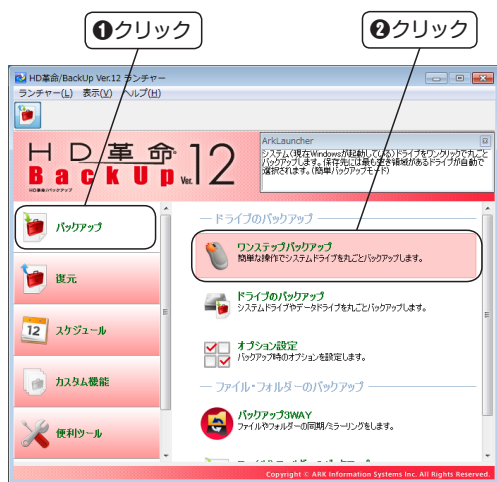 ❶クリック
❷クリック
HD革命/BackUp Ver.12 ランチャー
ランチャー(L) 表示(V) ヘルプ(H)
HD革命
BackUp Ver.12
HD革命/バックアップ
ArkLauncher
システム(現在Windowsが起動している)ドライブをワンクリックで丸ごと
バックアップします。保存先には最も空き領域があるドライブが自動で
選択されます。(簡単バックアップモード)
バックアップ
復元
12 スケジュール
カスタム機能
便利ツール
ドライブのバックアップ
ワンステップバックアップ
簡単な操作でシステムドライブを丸ごとバックアップします。
ドライブのバックアップ
システムドライブやデータドライブを丸ごとバックアップします。
オプション設定
バックアップ時のオプションを設定します。
ファイル・フォルダーのバックアップ
バックアップ3WAY
ファイルやフォルダーの同期/ミラーリングをします。
Copyright © ARK Information Systems Inc. All Rights Reserved.